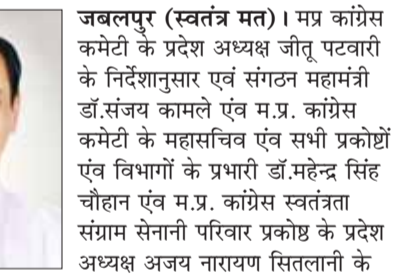 जबलपुर (स्वतंत्र मत)। मप्र कांग्रेस
कमेटी के प्रदेश अध्यक्ष जीतू पटवारी
के निर्देशानुसार एवं संगठन महामंत्री
डॉ.संजय कामले एंव म.प्र. कांग्रेस
कमेटी के महासचिव एंव सभी प्रकोष्टों
एंव विभागों के प्रभारी डॉ.महेन्द्र सिंह
चौहान एंव म.प्र. कांग्रेस स्वतंत्रता
संग्राम सेनानी परिवार प्रकोष्ठ के प्रदेश
अध्यक्ष अजय नारायण सितलानी के